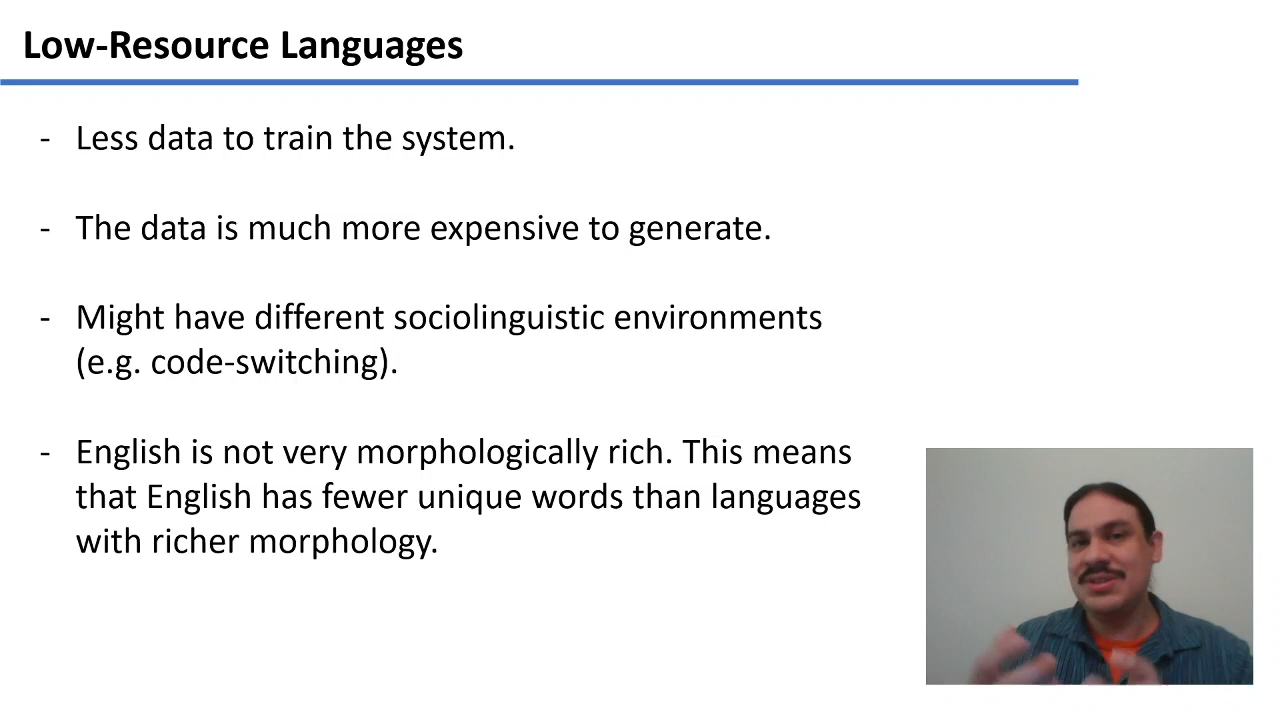 Low-Resource Languages
- Less data to train the system.
- The data is much more expensive to generate.
- Might have different sociolinguistic environments
(e.g. code-switching).
- English is not very morphologically rich. This means
that English has fewer unique words than languages
with richer morphology.